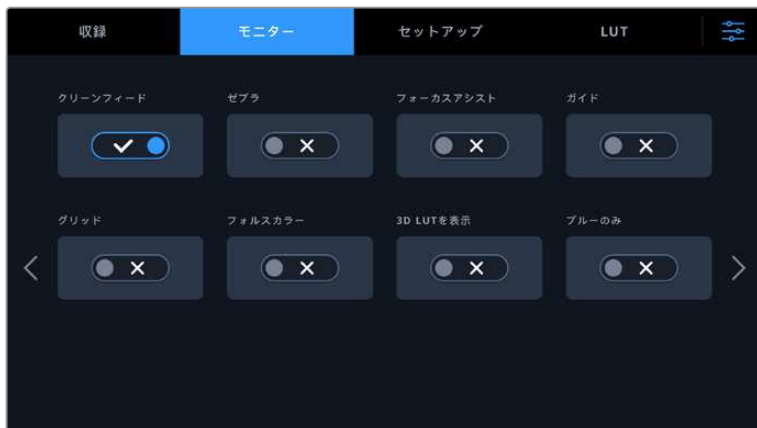 収録
モニター
セットアップ
LUT
クリーンフィード
ゼブラ
フォーカスアシスト
ガイド
グリッド
フォルスカラー
3D LUTを表示
ブルーのみ